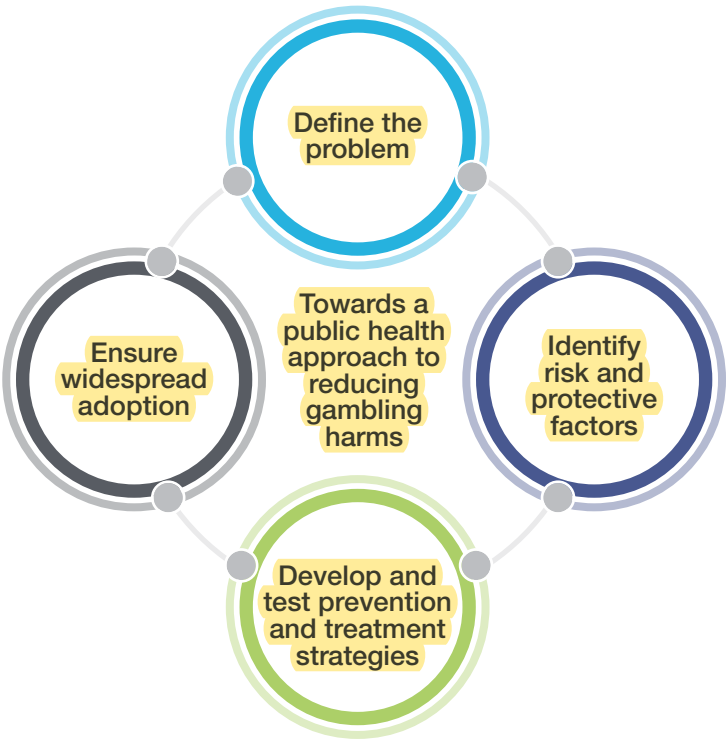 Define the
problem
Towards a
public health
approach to
reducing
gambling
harms
Identify
risk and
protective
factors
Develop and
test prevention
and treatment
strategies
Ensure
widespread
adoption